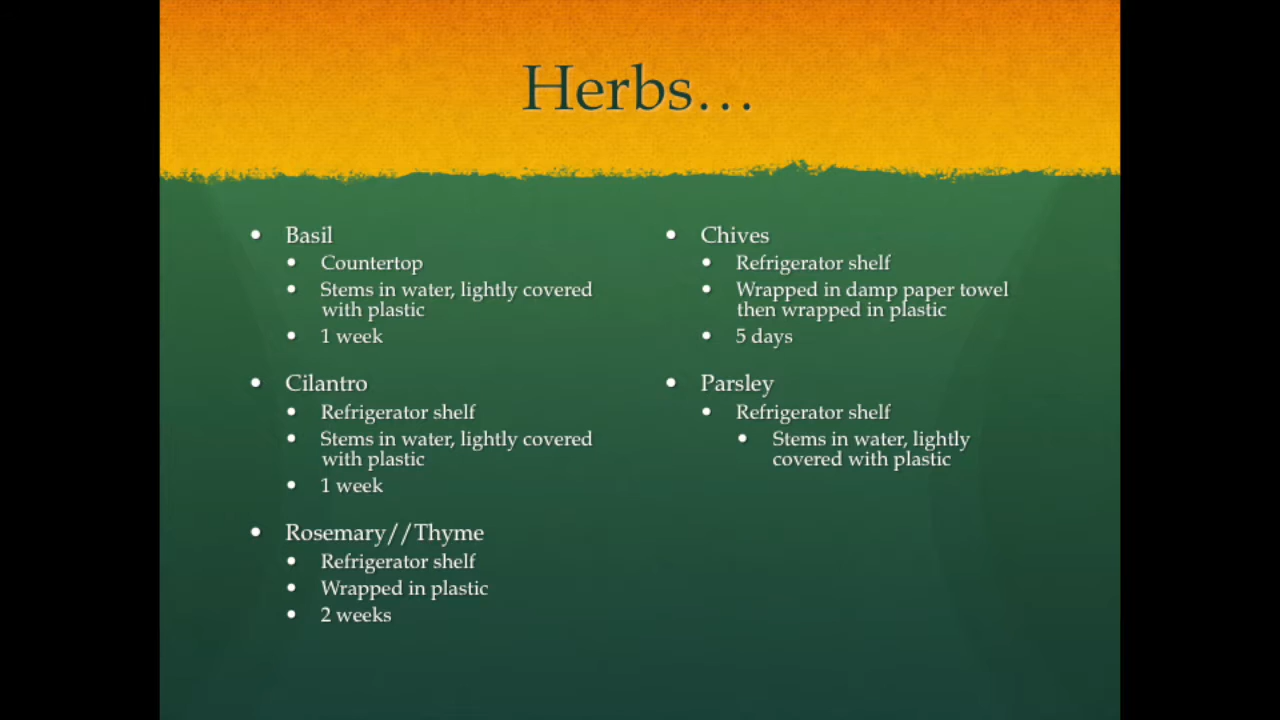 Herbs…
• Basil
• Countertop
• Stems in water, lightly covered
with plastic
• 1 week
• Cilantro
• Refrigerator shelf
• Stems in water, lightly covered
with plastic
• 1 week
• Rosemary//Thyme
• Refrigerator shelf
• Wrapped in plastic
• 2 weeks
• Chives
• Refrigerator shelf
• Wrapped in damp paper towel
then wrapped in plastic
• 5 days
• Parsley
• Refrigerator shelf
• Stems in water, lightly
covered with plastic